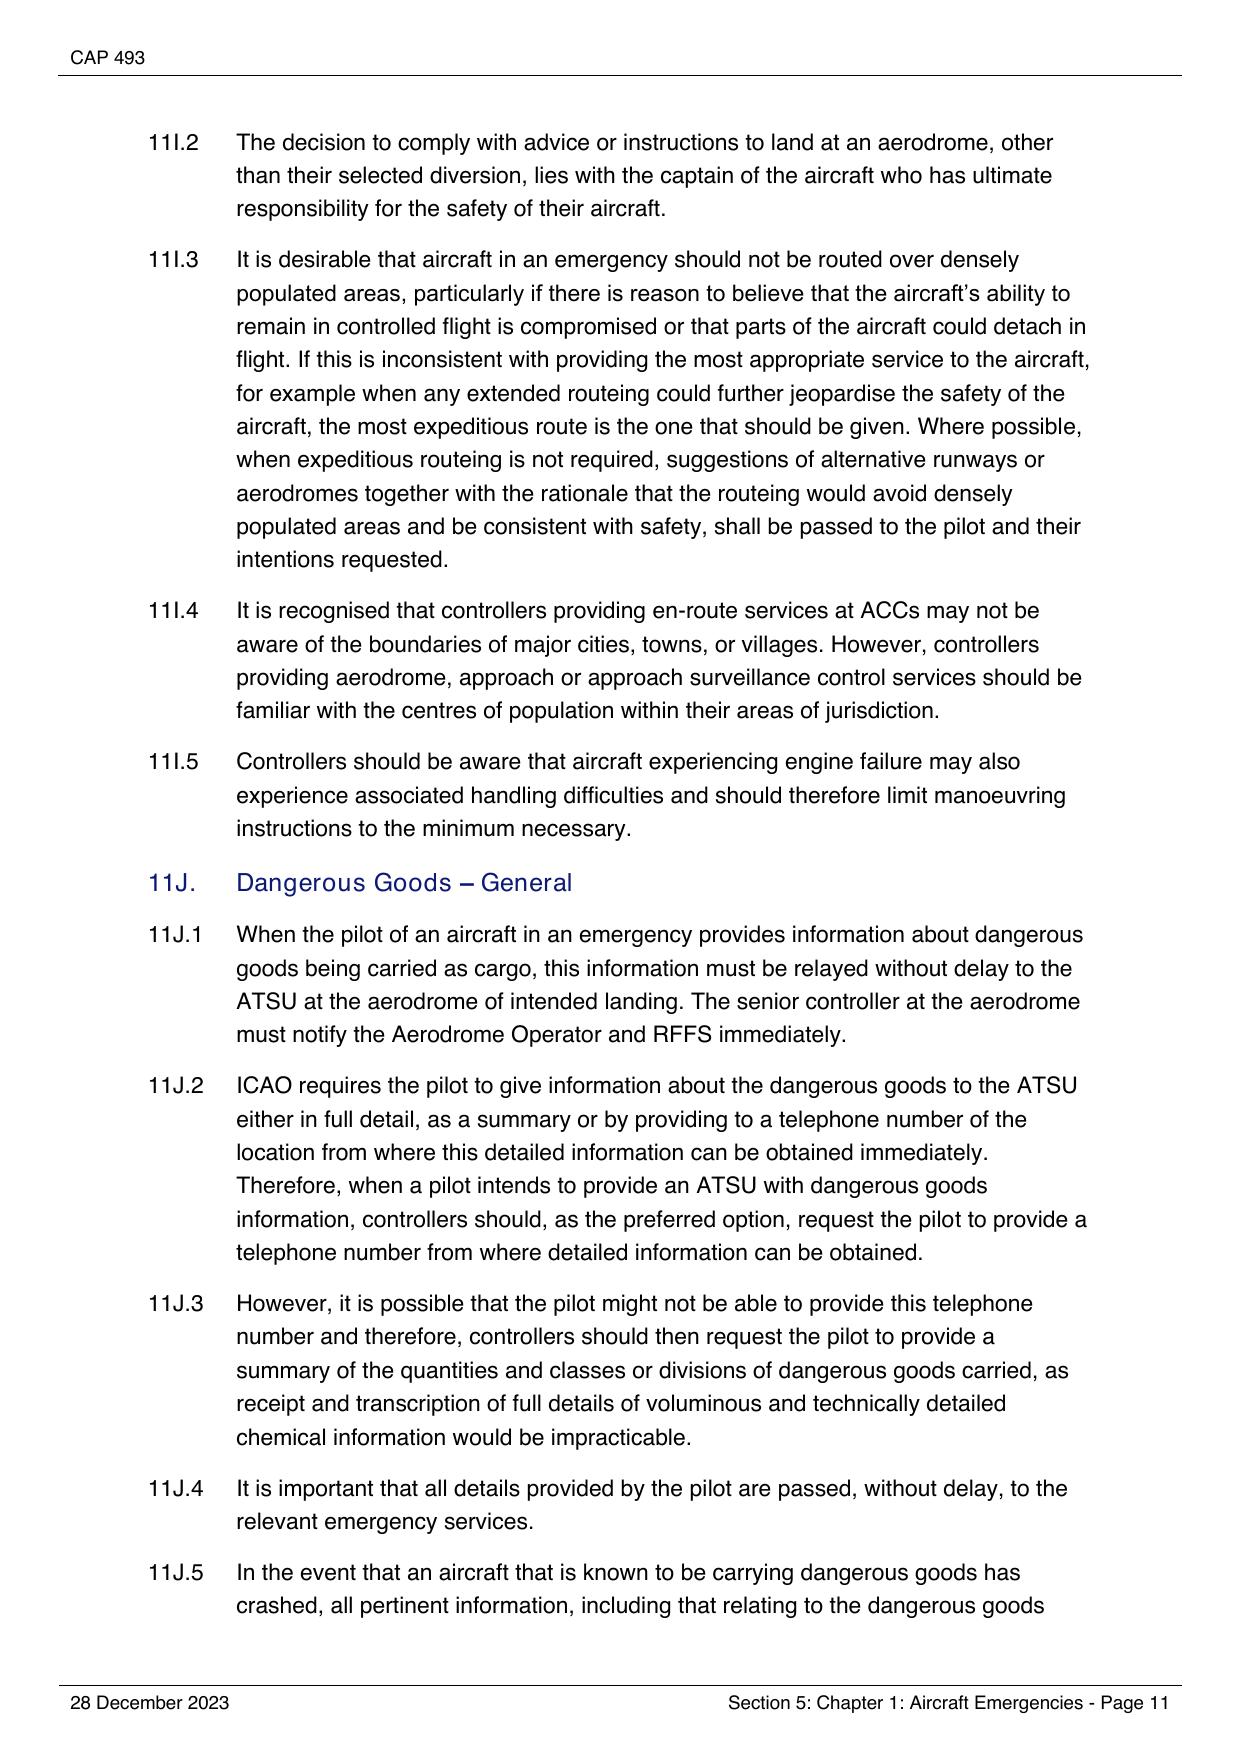 CAP 493
11I.2 The decision to comply with advice or instructions to land at an aerodrome, other
than their selected diversion, lies with the captain of the aircraft who has ultimate
responsibility for the safety of their aircraft.
11I.3 It is desirable that aircraft in an emergency should not be routed over densely
populated areas, particularly if there is reason to believe that the aircraft’s ability to
remain in controlled flight is compromised or that parts of the aircraft could detach in
flight. If this is inconsistent with providing the most appropriate service to the aircraft,
for example when any extended routeing could further jeopardise the safety of the
aircraft, the most expeditious route is the one that should be given. Where possible,
when expeditious routeing is not required, suggestions of alternative runways or
aerodromes together with the rationale that the routeing would avoid densely
populated areas and be consistent with safety, shall be passed to the pilot and their
intentions requested.
11I.4 It is recognised that controllers providing en-route services at ACCs may not be
aware of the boundaries of major cities, towns, or villages. However, controllers
providing aerodrome, approach or approach surveillance control services should be
familiar with the centres of population within their areas of jurisdiction.
11I.5 Controllers should be aware that aircraft experiencing engine failure may also
experience associated handling difficulties and should therefore limit manoeuvring
instructions to the minimum necessary.
11J. Dangerous Goods – General
11J.1 When the pilot of an aircraft in an emergency provides information about dangerous
goods being carried as cargo, this information must be relayed without delay to the
ATSU at the aerodrome of intended landing. The senior controller at the aerodrome
must notify the Aerodrome Operator and RFFS immediately.
11J.2 ICAO requires the pilot to give information about the dangerous goods to the ATSU
either in full detail, as a summary or by providing to a telephone number of the
location from where this detailed information can be obtained immediately.
Therefore, when a pilot intends to provide an ATSU with dangerous goods
information, controllers should, as the preferred option, request the pilot to provide a
telephone number from where detailed information can be obtained.
11J.3 However, it is possible that the pilot might not be able to provide this telephone
number and therefore, controllers should then request the pilot to provide a
summary of the quantities and classes or divisions of dangerous goods carried, as
receipt and transcription of full details of voluminous and technically detailed
chemical information would be impracticable.
11J.4 It is important that all details provided by the pilot are passed, without delay, to the
relevant emergency services.
11J.5 In the event that an aircraft that is known to be carrying dangerous goods has
crashed, all pertinent information, including that relating to the dangerous goods
28 December 2023 Section 5: Chapter 1: Aircraft Emergencies - Page 11